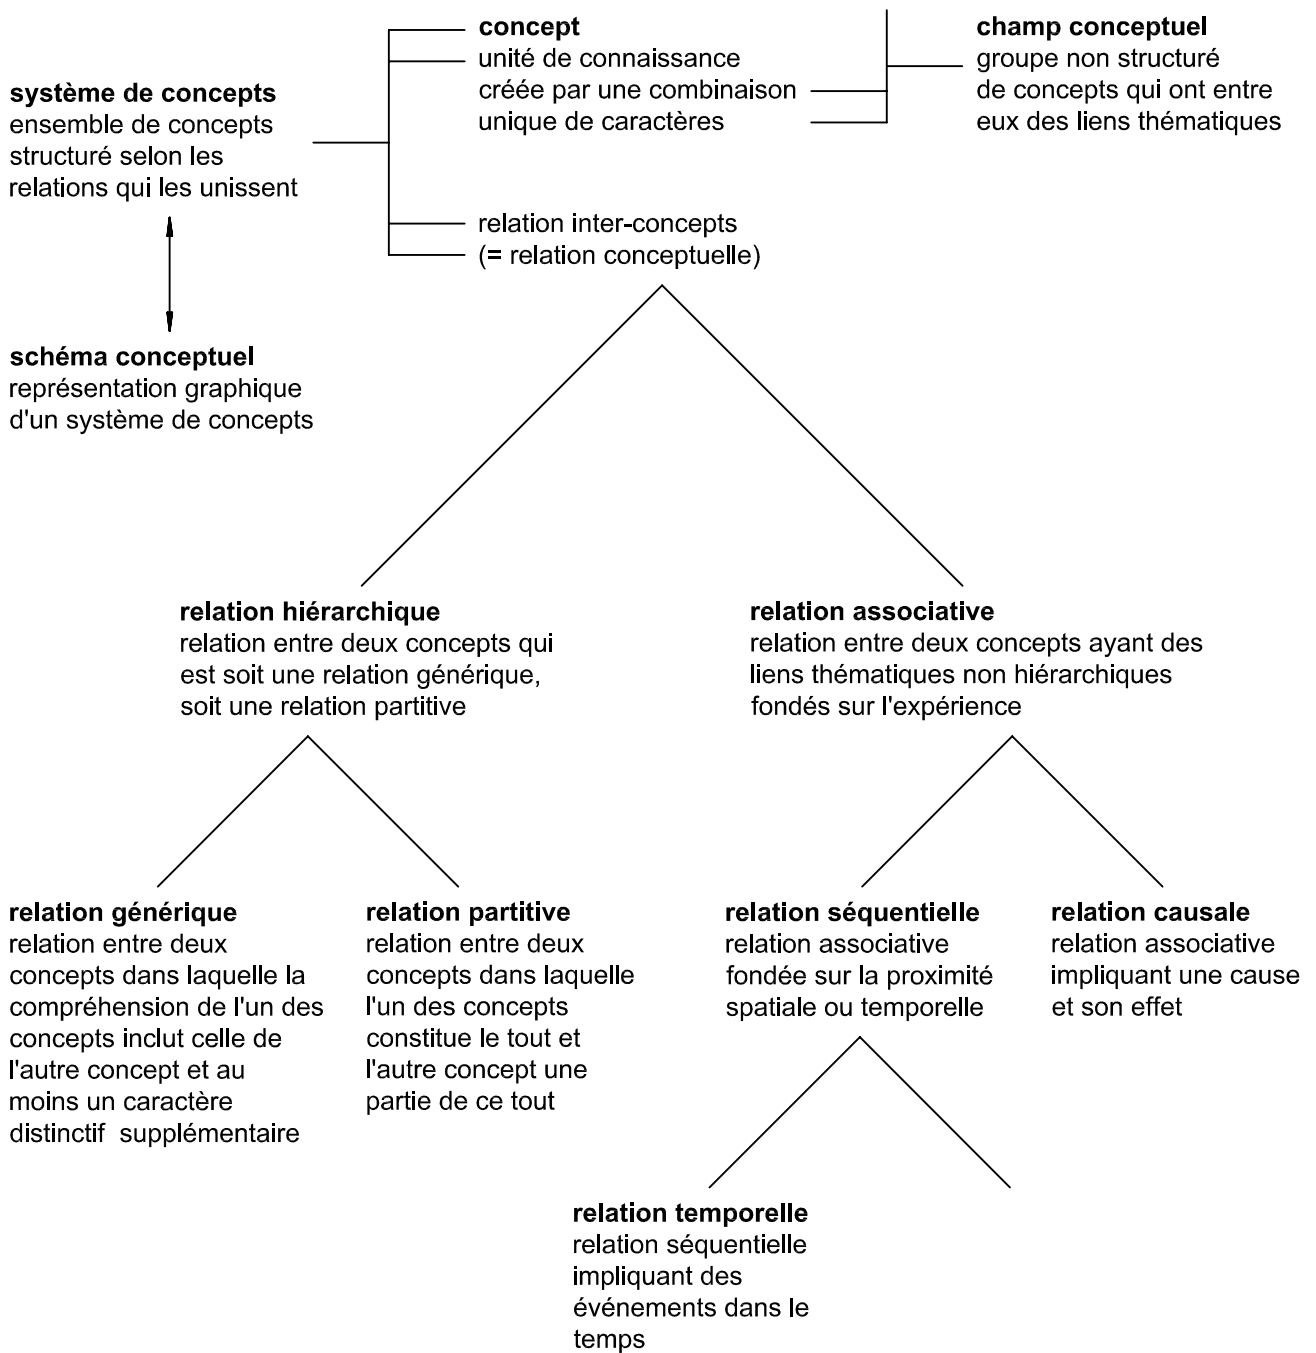 système de concepts
ensemble de concepts
structuré selon les
relations qui les unissent
concept
unité de connaissance
créée par une combinaison
unique de caractères
champ conceptuel
groupe non structuré
de concepts qui ont entre
eux des liens thématiques
relation inter-concepts
(= relation conceptuelle)
schéma conceptuel
représentation graphique
d'un système de concepts
relation hiérarchique
relation entre deux concepts qui
est soit une relation générique,
soit une relation partitive
relation associative
relation entre deux concepts ayant des
liens thématiques non hiérarchiques
fondés sur l'expérience
relation générique
relation entre deux
concepts dans laquelle la
compréhension de l'un des
concepts inclut celle de
l'autre concept et au
moins un caractère
distinctif supplémentaire
relation partitive
relation entre deux
concepts dans laquelle
l'un des concepts
constitue le tout et
l'autre concept une
partie de ce tout
relation séquentielle
relation associative
fondée sur la proximité
spatiale ou temporelle
relation causale
relation associative
impliquant une cause
et son effet
relation temporelle
relation séquentielle
impliquant des
événements dans le
temps